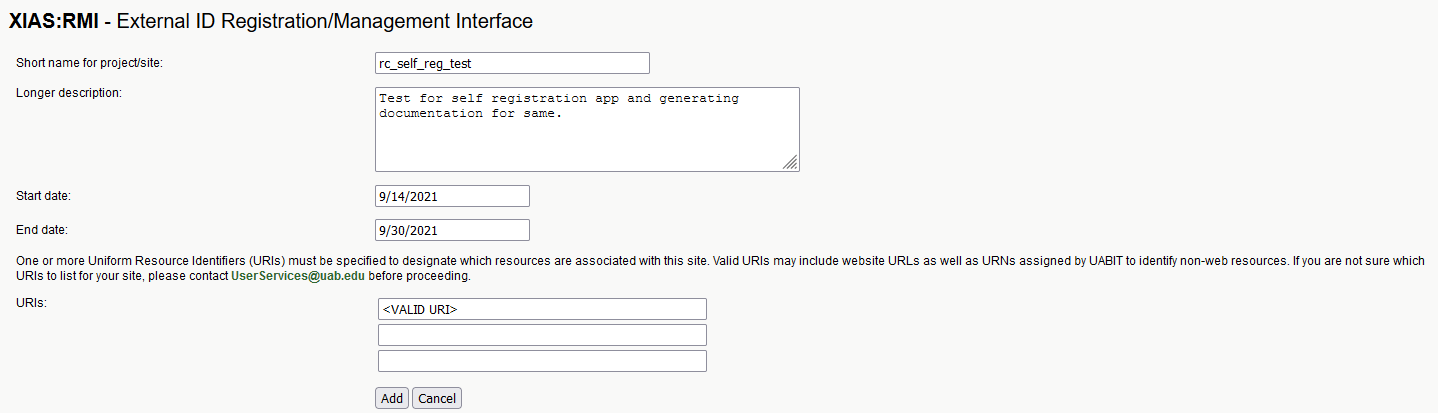 XIAS:RMI - External ID Registration/Management Interface
Short name for project/site: rc_self_reg_test
Longer description: Test for self registration app and generating
documentation for same.
Start date: 9/14/2021
End date: 9/30/2021
One or more Uniform Resource Identifiers (URIs) must be specified to designate which resources are associated with this site. Valid URIs may include website URLs as well as URNs assigned by UABIT to identify non-web resources. If you are not sure which
URIs to list for your site, please contact UserServices@uab.edu before proceeding.
URIs: <VALID URI>
Add Cancel